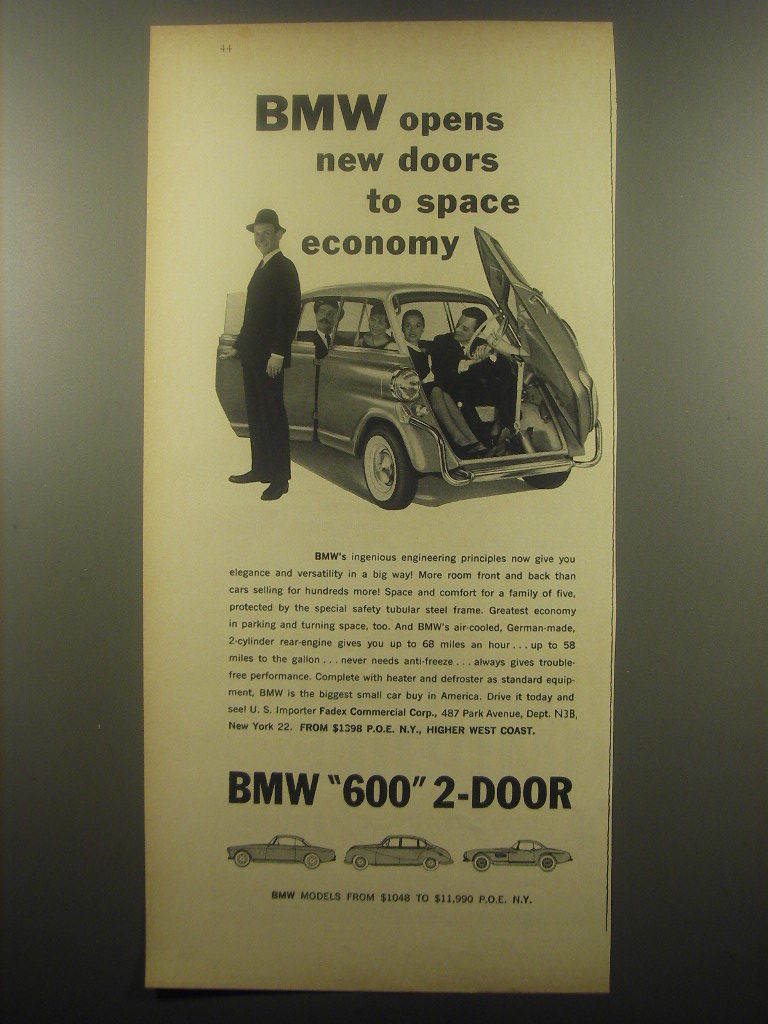 44
BMW opens
new doors
to space
economy
BMW's ingenious engineering principles now give you
elegance and versatility in a big way! More room front and back than
cars selling for hundreds more! Space and comfort for a family of five,
protected by the special safety tubular steel frame. Greatest economy
in parking and turning space, too. And BMW's air-cooled, German-made,
2-cylinder rear-engine gives you up to 68 miles an hour . . . up to 58
miles to the gallon . . . never needs anti-freeze . . . always gives trouble-
free performance. Complete with heater and defroster as standard equip-
ment, BMW is the biggest small car buy in America. Drive it today and
see! U. S. Importer Fadex Commercial Corp., 487 Park Avenue, Dept. N3B,
New York 22. FROM $1398 P.O.E. N.Y., HIGHER WEST COAST.
BMW "600" 2-DOOR
BMW MODELS FROM $1048 TO $11,990 P.O.E. N.Y.